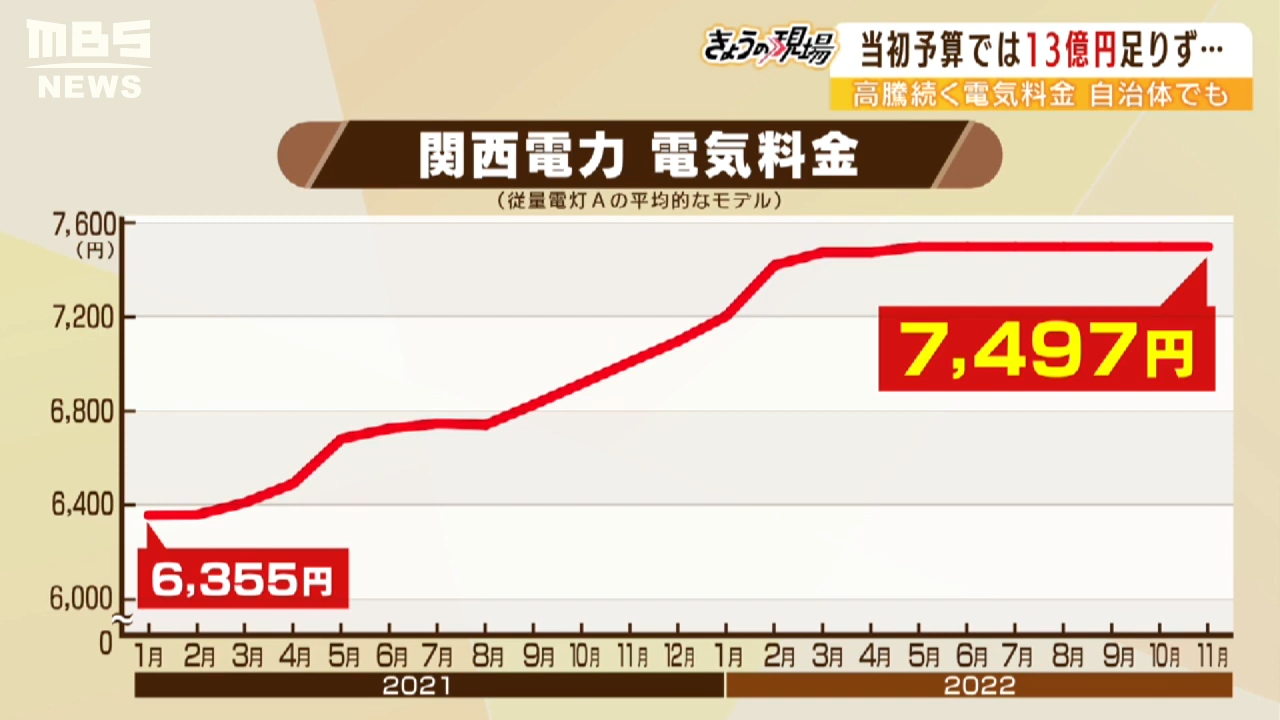 MBS
NEWS
きょうの現場
当初予算では13億円足りず…
高騰続く電気料金 自治体でも
関西電力 電気料金
（従量電灯Aの平均的なモデル）
7,600
（円）
7,200
6,800
6,400
6,000
0
7,497円
6,355円
1月 2月 3月 4月 5月 6月 7月 8月 9月 10月 11月 12月 1月 2月 3月 4月 5月 6月 7月 8月 9月 10月 11月
2021 2022